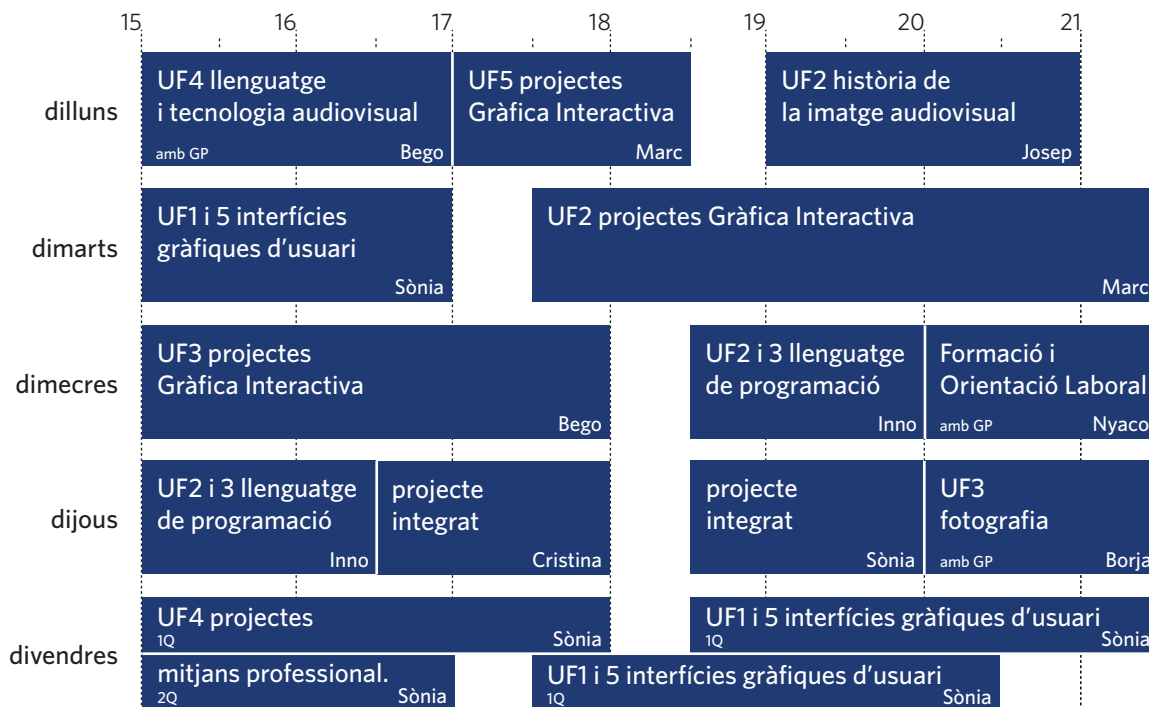 15 16 17 18 19 20 21
dilluns
UF4 llenguatge
i tecnologia audiovisual
amb GP Bego
UF5 projectes
Gràfica Interactiva
Marc
UF2 història de
la imatge audiovisual
Josep
dimarts
UF1 i 5 interfícies
gràfiques d'usuari
Sònia
UF2 projectes Gràfica Interactiva
Marc
dimecres
UF3 projectes
Gràfica Interactiva
Bego
UF2 i 3 llenguatge
de programació
Inno
Formació i
Orientació Laboral
amb GP Nyaco
dijous
UF2 i 3 llenguatge
de programació
Inno
projecte
integrat
Cristina
projecte
integrat
Sònia
UF3
fotografia
amb GP Borja
divendres
UF4 projectes
1Q Sònia
UF1 i 5 interfícies gràfiques d'usuari
1Q Sònia
mitjans professional.
2Q Sònia
UF1 i 5 interfícies gràfiques d'usuari
1Q Sònia